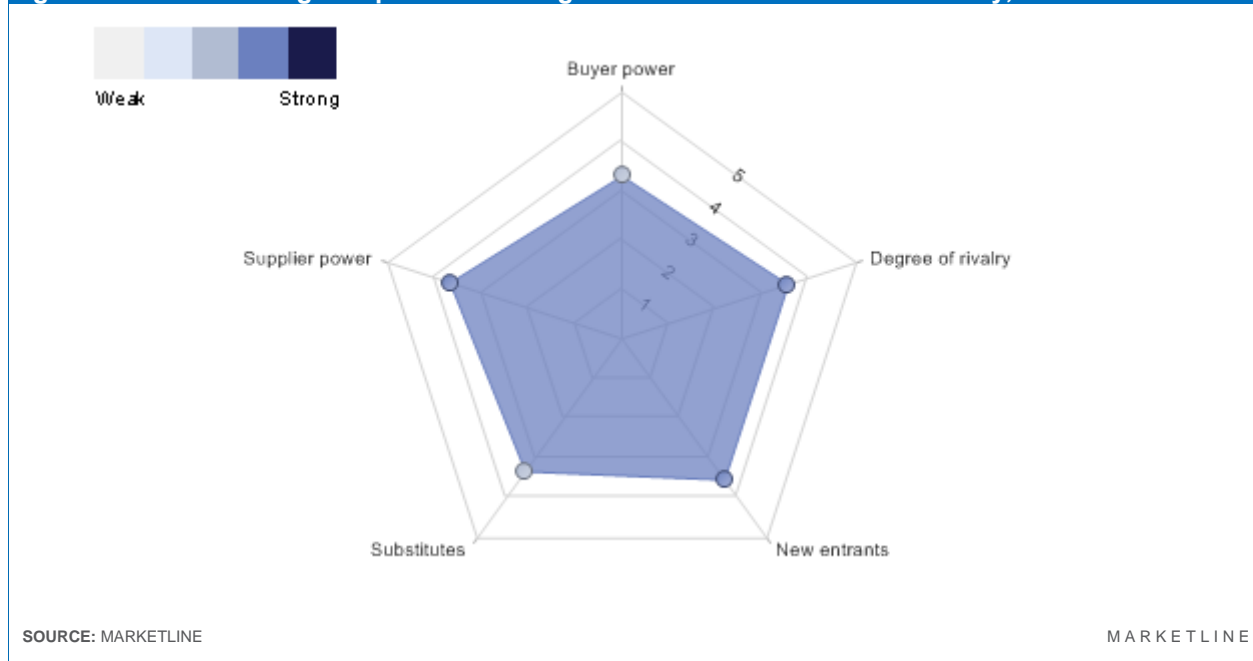 Weak
Strong
Buyer power
5
4
3
2
1
Supplier power
Degree of rivalry
Substitutes
New entrants
SOURCE: MARKETLINE
MARKETLINE